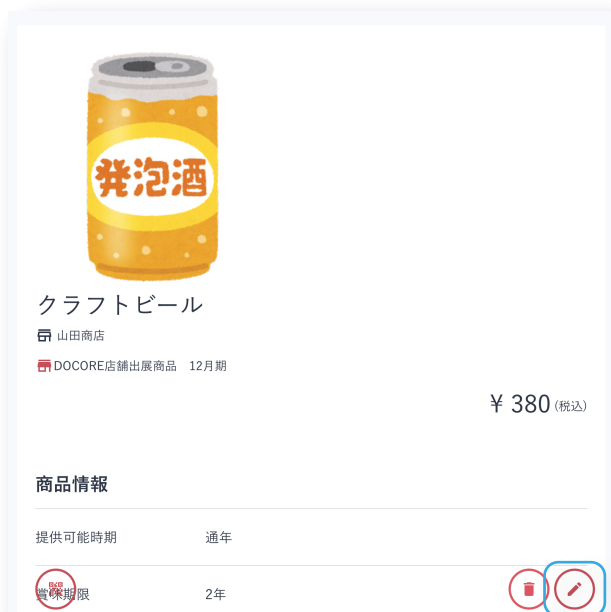 発泡酒
クラフトビール
山田商店
DOCORE店舗出展商品　12月期
¥ 380 (税込)
商品情報
提供可能時期 通年
賞味期限 2年